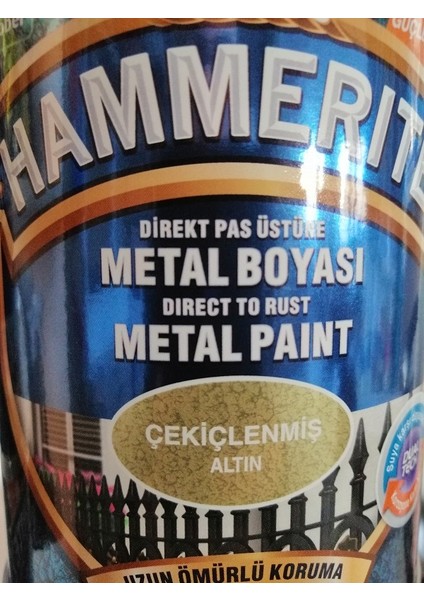 HAMMERITE
DİREKT PAS ÜSTÜNE
METAL BOYASI
DIRECT TO RUST
METAL PAINT
ÇEKİÇLENMİŞ
ALTIN
UZUN ÖMÜRLÜ KORUMA